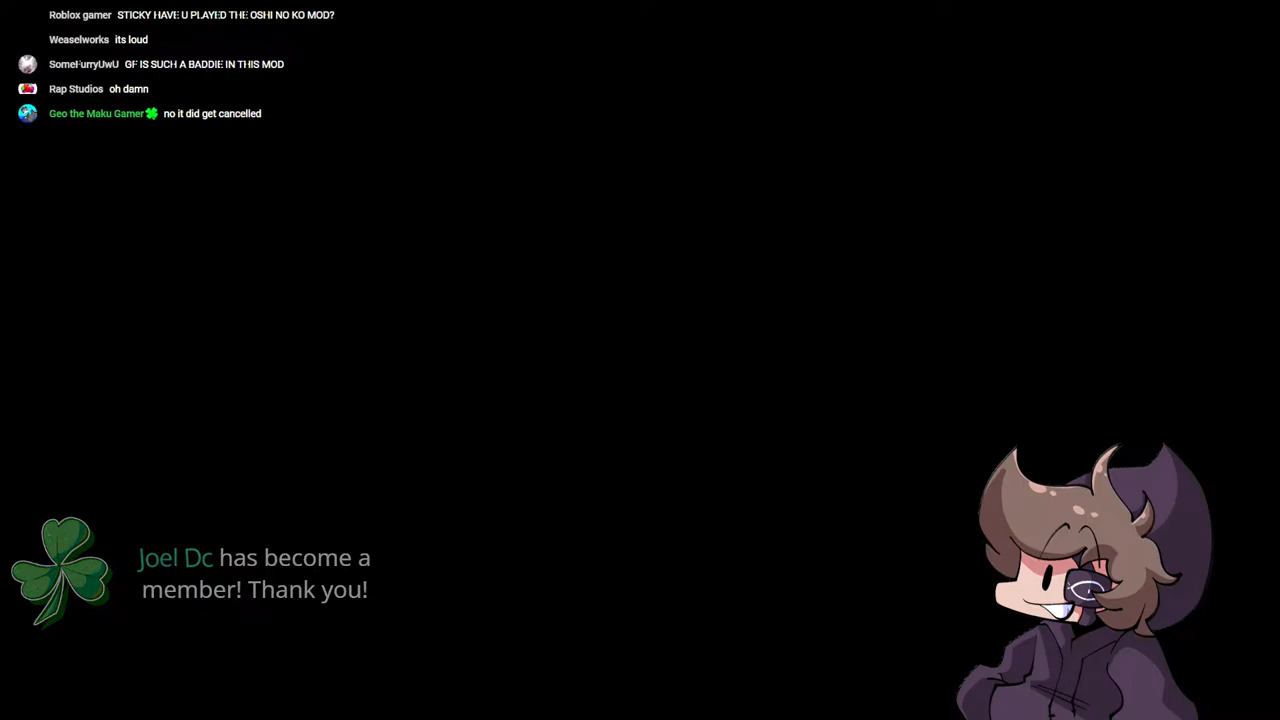 Roblox gamer STICKY HAVE U PLAYED THE OSHI NO KO MOD?
Weaselworks its loud
SomeFurryUwU GF IS SUCH A BADDIE IN THIS MOD
Rap Studios oh damn
Geo the Maku Gamer no it did get cancelled
Joel Dc has become a
member! Thank you!